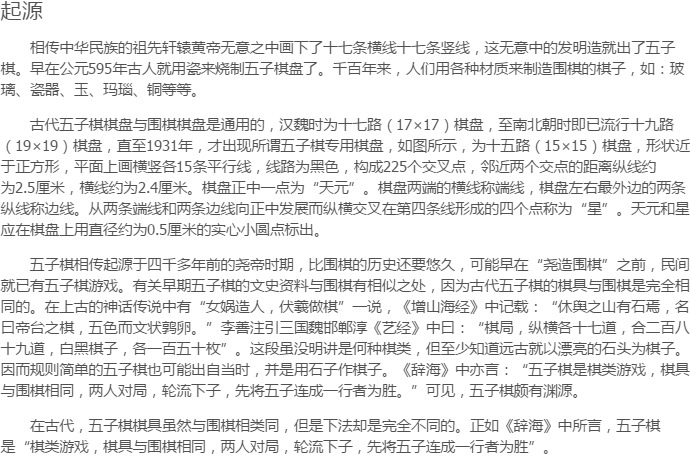 起源
相传中华民族的祖先轩辕黄帝无意之中画下了十七条横线十七条竖线，这无意中的发明造就出了五子
棋。早在公元595年古人就用瓷来烧制五子棋盘了。千百年来，人们用各种材质来制造围棋的棋子，如：玻
璃、瓷器、玉、玛瑙、铜等等。
古代五子棋棋盘与围棋棋盘是通用的，汉魏时为十七路（17×17）棋盘，至南北朝时即已流行十九路
（19×19）棋盘，直至1931年，才出现所谓五子棋专用棋盘，如图所示，为十五路（15×15）棋盘，形状近
于正方形，平面上画横竖各15条平行线，线路为黑色，构成225个交叉点，邻近两个交点的距离纵线约
为2.5厘米，横线约为2.4厘米。棋盘正中一点为“天元”。棋盘两端的横线称端线，棋盘左右最外边的两条
纵线称边线。从两条端线和两条边线向正中发展而纵横交叉在第四条线形成的四个点称为“星”。天元和星
应在棋盘上用直径约为0.5厘米的实心小圆点标出。
五子棋相传起源于四千多年前的尧帝时期，比围棋的历史还要悠久，可能早在“尧造围棋”之前，民间
就已有五子棋游戏。有关早期五子棋的文史资料与围棋有相似之处，因为古代五子棋的棋具与围棋是完全相
同的。在上古的神话传说中有“女娲造人，伏羲做棋”一说，《增山海经》中记载：“休舆之山有石焉，名
曰帝台之棋，五色而文状鹑卵。”李善注引三国魏邯郸淳《艺经》中曰：“棋局，纵横各十七道，合二百八
十九道，白黑棋子，各一百五十枚”。这段虽没明讲是何种棋类，但至少知道远古就以漂亮的石头为棋子。
因而规则简单的五子棋也可能出自当时，并是用石子作棋子。《辞海》中亦言：“五子棋是棋类游戏，棋具
与围棋相同，两人对局，轮流下子，先将五子连成一行者为胜。”可见，五子棋颇有渊源。
在古代，五子棋棋具虽然与围棋相类同，但是下法却是完全不同的。正如《辞海》中所言，五子棋
是“棋类游戏，棋具与围棋相同，两人对局，轮流下子，先将五子连成一行者为胜”。